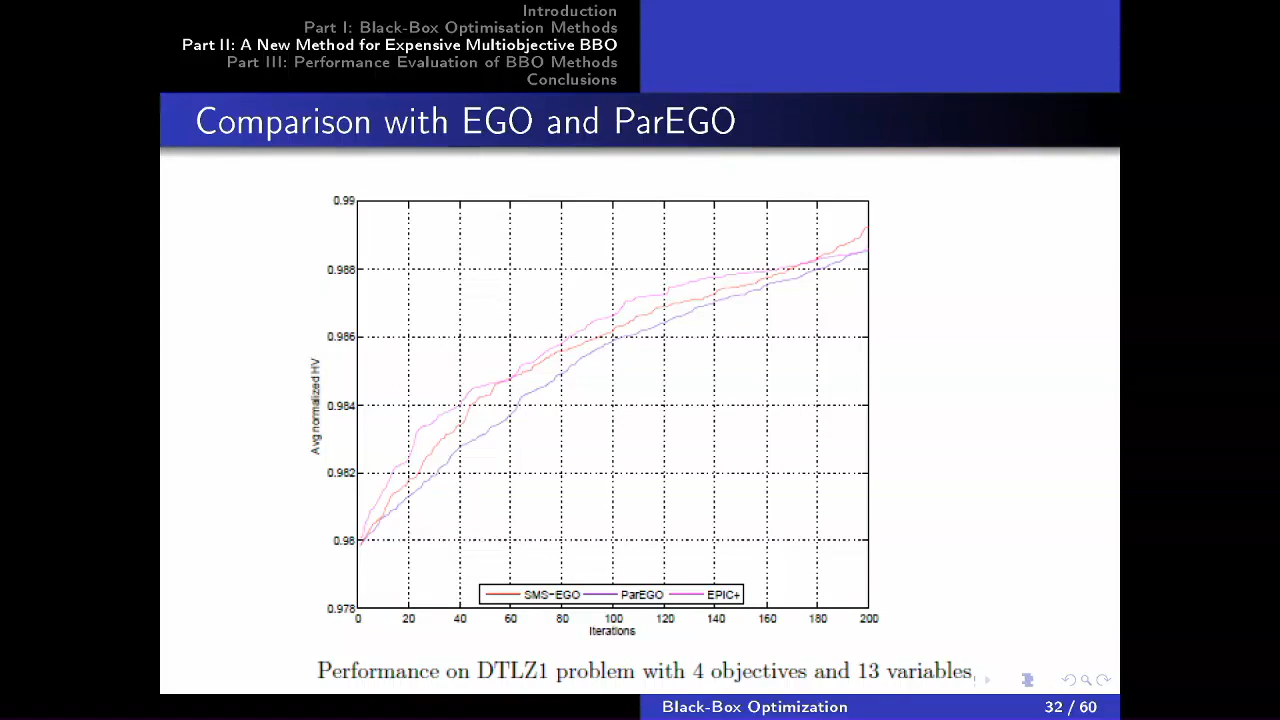 Introduction
Part I: Black-Box Optimisation Methods
Part II: A New Method for Expensive Multiobjective BBO
Part III: Performance Evaluation of BBO Methods
Conclusions
Comparison with EGO and ParEGO
0.99
0.988
0.986
0.984
0.982
0.98
0.978
Avg normalized HV
0 20 40 60 80 100 120 140 160 180 200
Iterations
SMS-EGO ParEGO EPIC+
Performance on DTLZ1 problem with 4 objectives and 13 variables
Black-Box Optimization 32 / 60